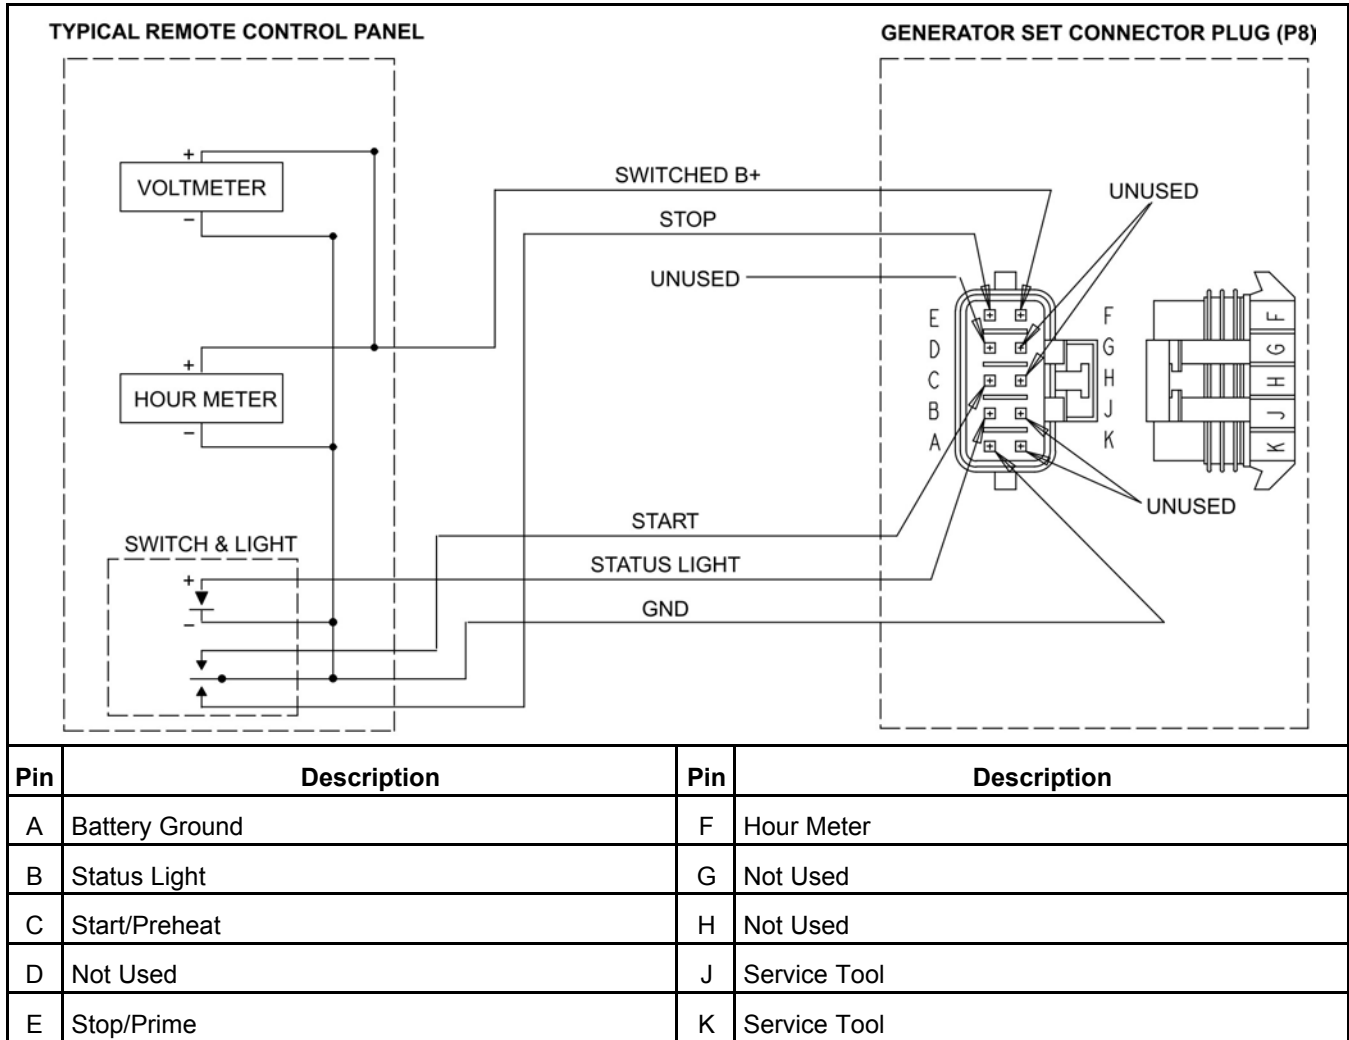 TYPICAL REMOTE CONTROL PANEL
GENERATOR SET CONNECTOR PLUG (P8)
+
VOLTMETER
−
SWITCHED B+
UNUSED
STOP
UNUSED
E
F
D
G
C
H
B
J
A
K
F
G
H
J
K
+
HOUR METER
−
UNUSED
START
SWITCH & LIGHT
STATUS LIGHT
+
−
GND
Pin Description Pin Description
A Battery Ground F Hour Meter
B Status Light G Not Used
C Start/Preheat H Not Used
D Not Used J Service Tool
E Stop/Prime K Service Tool